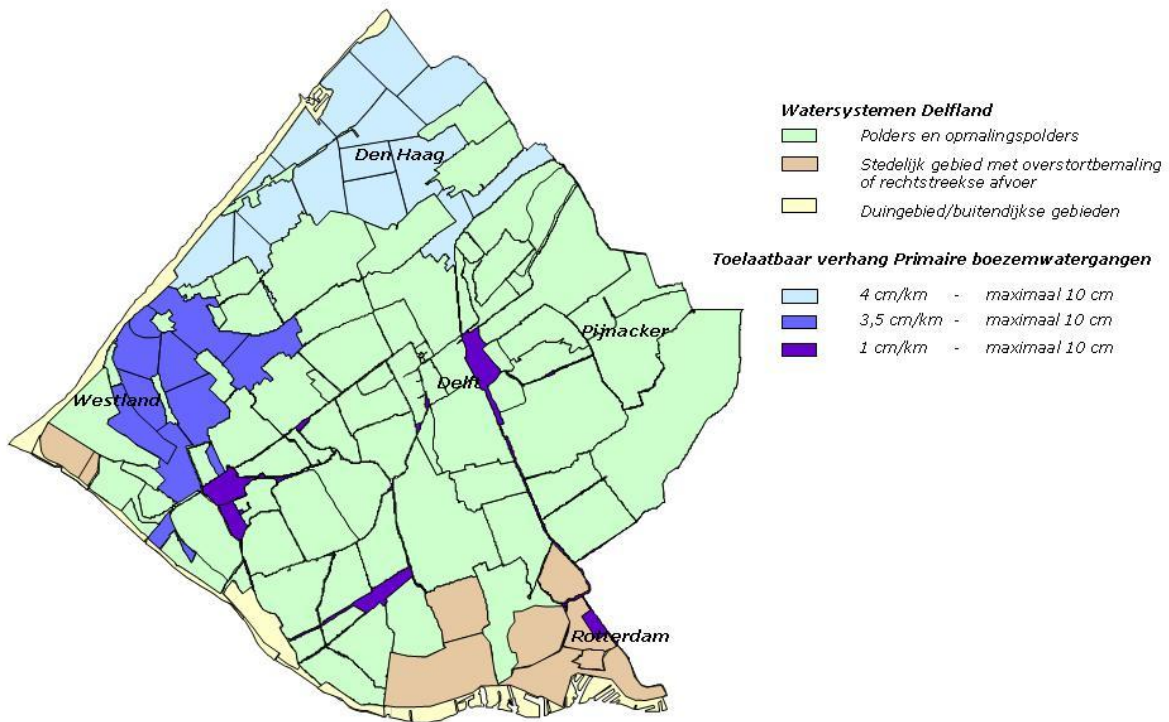 Watersystemen Delfland
Polders en opmalingspolders
Stedelijk gebied met overstortbemaling
of rechtstreekse afvoer
Duingebied/buitendijkse gebieden
Toelaatbaar verhang Primaire boezemwatergangen
4 cm/km - maximaal 10 cm
3,5 cm/km - maximaal 10 cm
1 cm/km - maximaal 10 cm
Den Haag
Pijnacker
Delft
Westland
Rotterdam